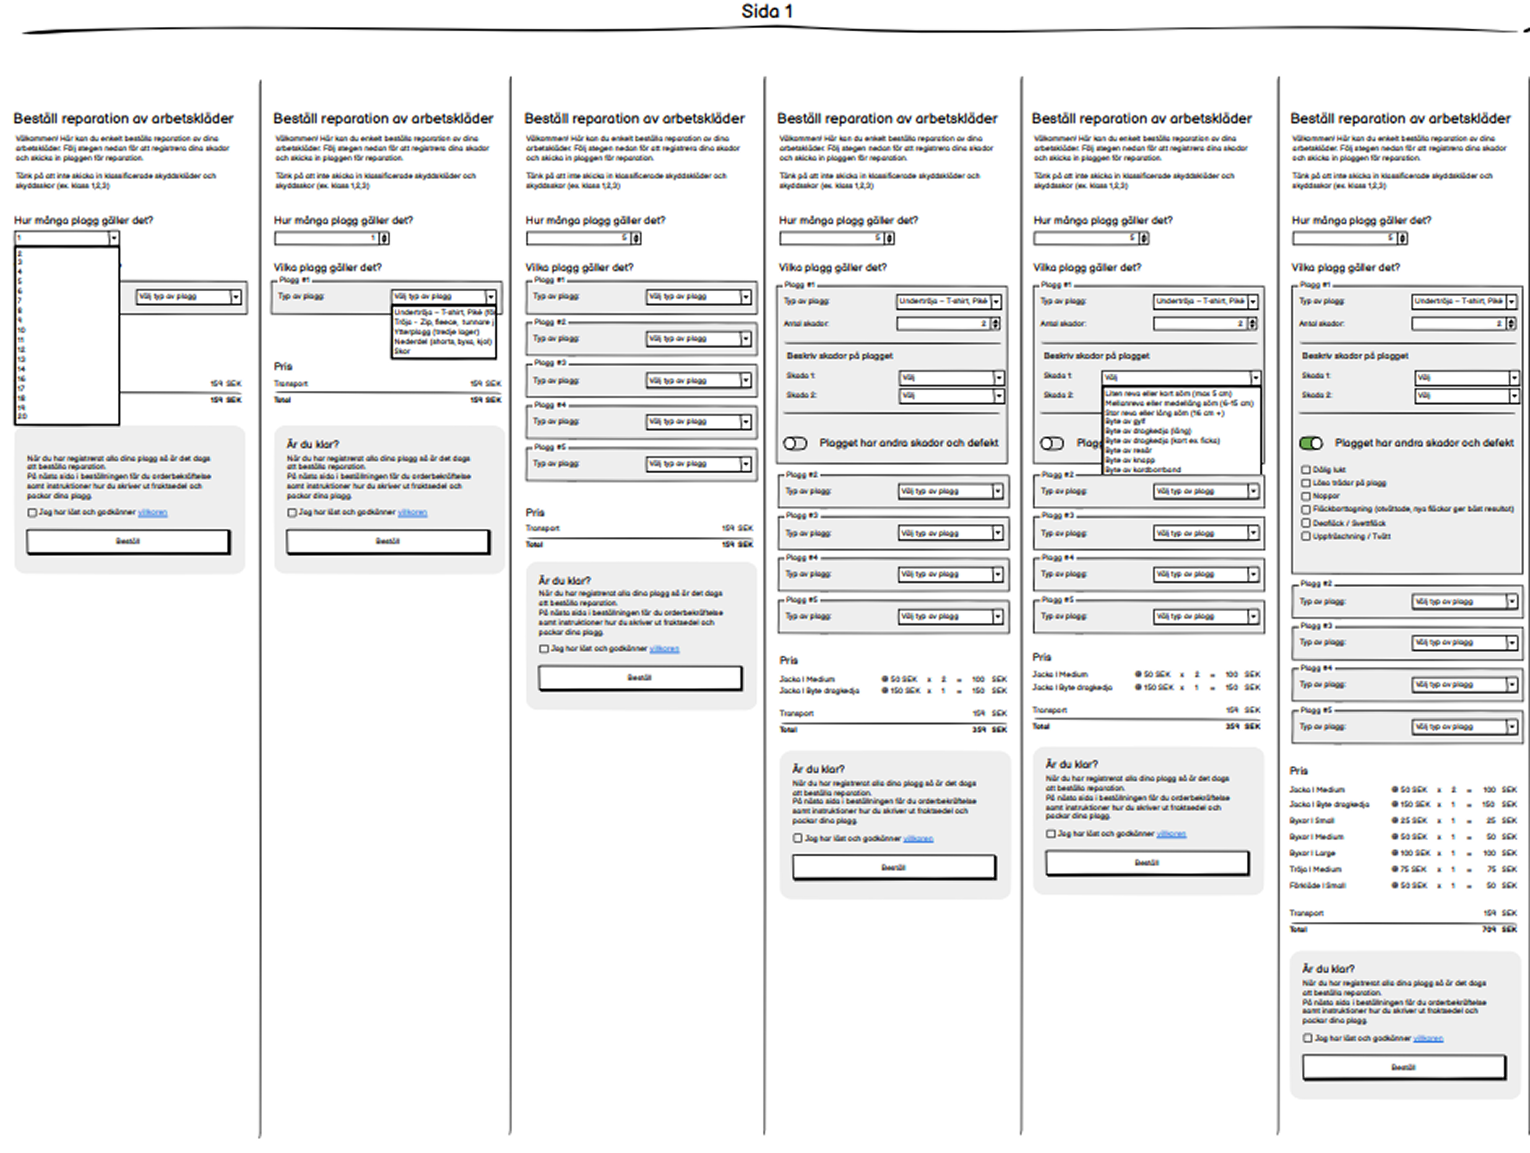 Sida 1
Beställ reparation av arbetskläder
Välkommen! Här kan du enkelt beställa reparation av dina
arbetskläder. Följ stegen nedan för att registrera dina skador
och skicka in plaggen för reparation.
Tänk på att inte skicka in klassificerade skyddskläder och
skyddsskor (ex. klass 1,2,3)
Hur många plagg gäller det?
1
2
3
4
5
6
7
8
9
10
11
12
13
14
16
17
18
19
20
Välj typ av plagg
159 SEK
159 SEK
När du har registrerat alla dina plagg så är det dags
att beställa reparation.
På nästa sida i beställningen får du orderbekräftelse
samt instruktioner hur du skriver ut fraktsedel och
packar dina plagg.
Jag har läst och godkänner villkoren
Beställ
Beställ reparation av arbetskläder
Välkommen! Här kan du enkelt beställa reparation av dina
arbetskläder. Följ stegen nedan för att registrera dina skador
och skicka in plaggen för reparation.
Tänk på att inte skicka in klassificerade skyddskläder och
skyddsskor (ex. klass 1,2,3)
Hur många plagg gäller det?
1
Vilka plagg gäller det?
Plagg #1
Typ av plagg: Välj typ av plagg
Undertröja – T-shirt, Piké (för
Tröja - Zip, fleece, tunnare j
Ytterplagg (tredje lager)
Nederdel (shorts, byxa, kjol)
Skor
Pris
Transport 159 SEK
Total 159 SEK
Är du klar?
När du har registrerat alla dina plagg så är det dags
att beställa reparation.
På nästa sida i beställningen får du orderbekräftelse
samt instruktioner hur du skriver ut fraktsedel och
packar dina plagg.
Jag har läst och godkänner villkoren
Beställ
Beställ reparation av arbetskläder
Välkommen! Här kan du enkelt beställa reparation av dina
arbetskläder. Följ stegen nedan för att registrera dina skador
och skicka in plaggen för reparation.
Tänk på att inte skicka in klassificerade skyddskläder och
skyddsskor (ex. klass 1,2,3)
Hur många plagg gäller det?
5
Vilka plagg gäller det?
Plagg #1
Typ av plagg: Välj typ av plagg
Plagg #2
Typ av plagg: Välj typ av plagg
Plagg #3
Typ av plagg: Välj typ av plagg
Plagg #4
Typ av plagg: Välj typ av plagg
Plagg #5
Typ av plagg: Välj typ av plagg
Pris
Transport 159 SEK
Total 159 SEK
Är du klar?
När du har registrerat alla dina plagg så är det dags
att beställa reparation.
På nästa sida i beställningen får du orderbekräftelse
samt instruktioner hur du skriver ut fraktsedel och
packar dina plagg.
Jag har läst och godkänner villkoren
Beställ
Beställ reparation av arbetskläder
Välkommen! Här kan du enkelt beställa reparation av dina
arbetskläder. Följ stegen nedan för att registrera dina skador
och skicka in plaggen för reparation.
Tänk på att inte skicka in klassificerade skyddskläder och
skyddsskor (ex. klass 1,2,3)
Hur många plagg gäller det?
5
Vilka plagg gäller det?
Plagg #1
Typ av plagg: Undertröja – T-shirt, Piké
Antal skador: 2
Beskriv skador på plagget
Skada 1: Välj
Skada 2: Välj
Plagget har andra skador och defekt
Plagg #2
Typ av plagg: Välj typ av plagg
Plagg #3
Typ av plagg: Välj typ av plagg
Plagg #4
Typ av plagg: Välj typ av plagg
Plagg #5
Typ av plagg: Välj typ av plagg
Pris
Jacka | Medium @ 50 SEK x 2 = 100 SEK
Jacka | Byte dragkedja @ 150 SEK x 1 = 150 SEK
Transport 159 SEK
Total 359 SEK
Är du klar?
När du har registrerat alla dina plagg så är det dags
att beställa reparation.
På nästa sida i beställningen får du orderbekräftelse
samt instruktioner hur du skriver ut fraktsedel och
packar dina plagg.
Jag har läst och godkänner villkoren
Beställ
Beställ reparation av arbetskläder
Välkommen! Här kan du enkelt beställa reparation av dina
arbetskläder. Följ stegen nedan för att registrera dina skador
och skicka in plaggen för reparation.
Tänk på att inte skicka in klassificerade skyddskläder och
skyddsskor (ex. klass 1,2,3)
Hur många plagg gäller det?
5
Vilka plagg gäller det?
Plagg #1
Typ av plagg: Undertröja – T-shirt, Piké
Antal skador: 2
Beskriv skador på plagget
Skada 1: Välj
Skada 2:
Liten reva eller kort söm (max 5 cm)
Mellanreva eller medellång söm (6-15 cm)
Stor reva eller lång söm (16 cm +)
Byte av gylf
Byte av dragkedja (lång)
Byte av dragkedja (kort ex. ficka)
Byte av resår
Byte av knapp
Byte av kardborrband
Plagg
Plagg #2
Typ av plagg: Välj typ av plagg
Plagg #3
Typ av plagg: Välj typ av plagg
Plagg #4
Typ av plagg: Välj typ av plagg
Plagg #5
Typ av plagg: Välj typ av plagg
Pris
Jacka | Medium @ 50 SEK x 2 = 100 SEK
Jacka | Byte dragkedja @ 150 SEK x 1 = 150 SEK
Transport 159 SEK
Total 359 SEK
Är du klar?
När du har registrerat alla dina plagg så är det dags
att beställa reparation.
På nästa sida i beställningen får du orderbekräftelse
samt instruktioner hur du skriver ut fraktsedel och
packar dina plagg.
Jag har läst och godkänner villkoren
Beställ
Beställ reparation av arbetskläder
Välkommen! Här kan du enkelt beställa reparation av dina
arbetskläder. Följ stegen nedan för att registrera dina skador
och skicka in plaggen för reparation.
Tänk på att inte skicka in klassificerade skyddskläder och
skyddsskor (ex. klass 1,2,3)
Hur många plagg gäller det?
5
Vilka plagg gäller det?
Plagg #1
Typ av plagg: Undertröja – T-shirt, Piké
Antal skador: 2
Beskriv skador på plagget
Skada 1: Välj
Skada 2: Välj
Plagget har andra skador och defekt
Dålig lukt
Lösa trådar på plagg
Noppor
Fläckborttagning (otvättade, nya fläckar ger bäst resultat)
Deofläck / Svettfläck
Uppfräschning / Tvätt
Plagg #2
Typ av plagg: Välj typ av plagg
Plagg #3
Typ av plagg: Välj typ av plagg
Plagg #4
Typ av plagg: Välj typ av plagg
Plagg #5
Typ av plagg: Välj typ av plagg
Pris
Jacka | Medium @ 50 SEK x 2 = 100 SEK
Jacka | Byte dragkedja @ 150 SEK x 1 = 150 SEK
Byxor | Small @ 25 SEK x 1 = 25 SEK
Byxor | Medium @ 50 SEK x 1 = 50 SEK
Byxor | Large @ 100 SEK x 1 = 100 SEK
Tröja | Medium @ 75 SEK x 1 = 75 SEK
Förkläde | Small @ 50 SEK x 1 = 50 SEK
Transport 159 SEK
Total 709 SEK
Är du klar?
När du har registrerat alla dina plagg så är det dags
att beställa reparation.
På nästa sida i beställningen får du orderbekräftelse
samt instruktioner hur du skriver ut fraktsedel och
packar dina plagg.
Jag har läst och godkänner villkoren
Beställ